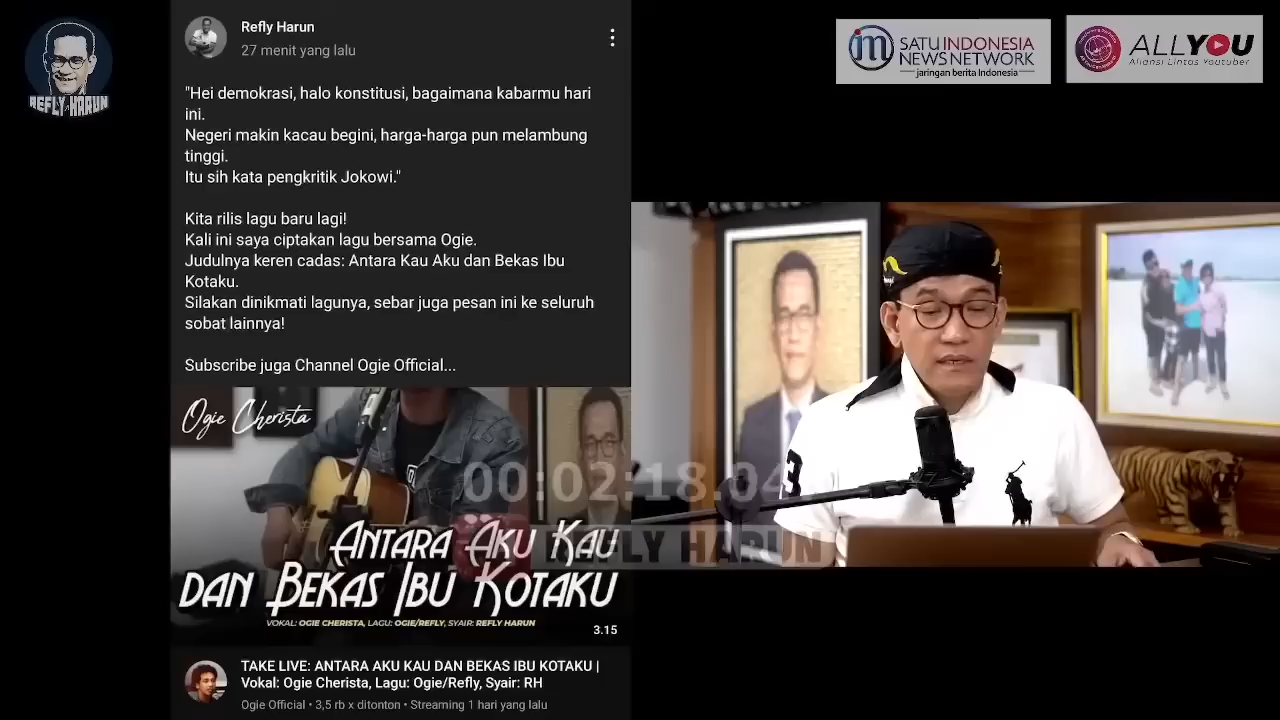 REFLY HARUN
Refly Harun
27 menit yang lalu
"Hei demokrasi, halo konstitusi, bagaimana kabarmu hari
ini.
Negeri makin kacau begini, harga-harga pun melambung
tinggi.
Itu sih kata pengkritik Jokowi."
Kita rilis lagu baru lagi!
Kali ini saya ciptakan lagu bersama Ogie.
Judulnya keren cadas: Antara Kau Aku dan Bekas Ibu
Kotaku.
Silakan dinikmati lagunya, sebar juga pesan ini ke seluruh
sobat lainnya!
Subscribe juga Channel Ogie Official...
Ogie Cherista
ANTARA AKU KAU
DAN BEKAS IBU KOTAKU
VOKAL: OGIE CHERISTA, LAGU: OGIE/REFLY, SYAIR: REFLY HARUN
3.15
TAKE LIVE: ANTARA AKU KAU DAN BEKAS IBU KOTAKU |
Vokal: Ogie Cherista, Lagu: Ogie/Refly, Syair: RH
Ogie Official • 3,5 rb x ditonton • Streaming 1 hari yang lalu
SATU INDONESIA
NEWS NETWORK
jaringan berita Indonesia
ALLYOU
Aliansi Lintas Youtuber
00:02:18.04
REFLY HARUN
3